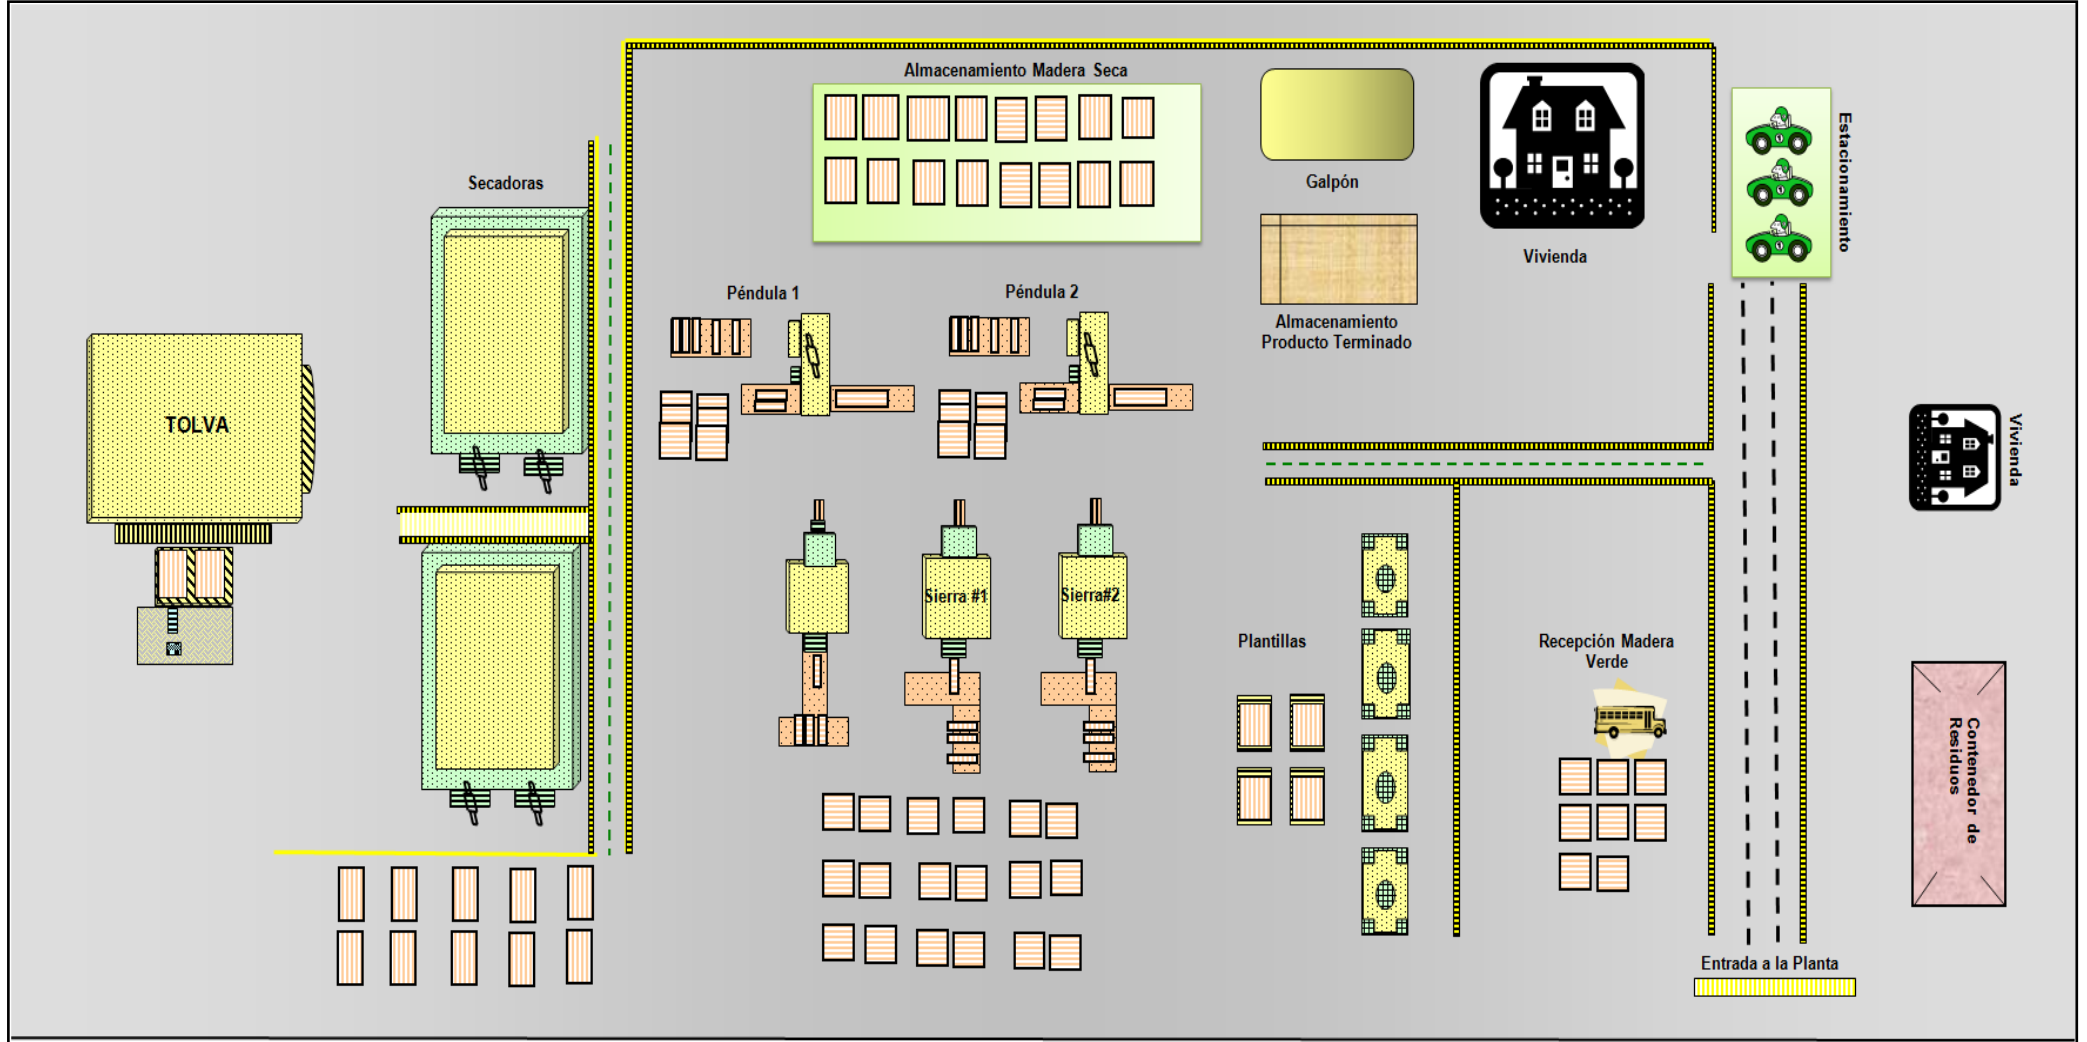 Almacenamiento Madera Seca
Secadoras
Galpón
Vivienda
Estacionamiento
Péndula 1
Péndula 2
Almacenamiento
Producto Terminado
TOLVA
Vivienda
Sierra #1
Sierra#2
Plantillas
Recepción Madera
Verde
Contenedor de
Residuos
Entrada a la Planta